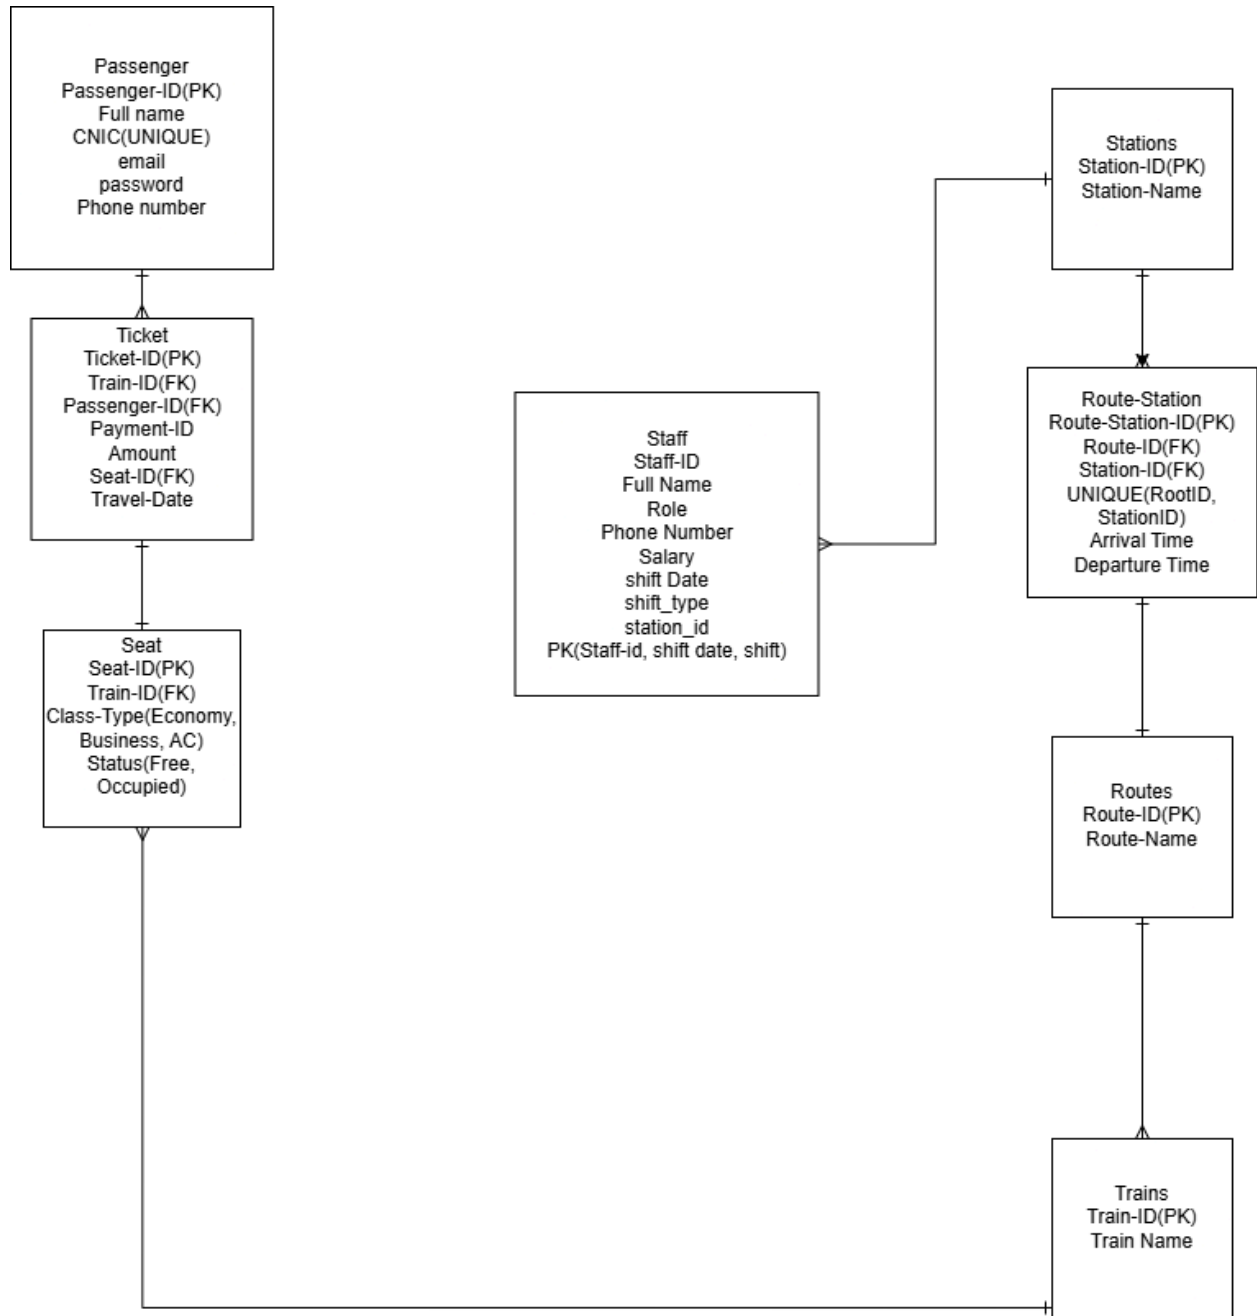 Passenger
Passenger-ID(PK)
Full name
CNIC(UNIQUE)
email
password
Phone number
Ticket
Ticket-ID(PK)
Train-ID(FK)
Passenger-ID(FK)
Payment-ID
Amount
Seat-ID(FK)
Travel-Date
Seat
Seat-ID(PK)
Train-ID(FK)
Class-Type(Economy,
Business, AC)
Status(Free,
Occupied)
Staff
Staff-ID
Full Name
Role
Phone Number
Salary
shift Date
shift_type
station_id
PK(Staff-id, shift date, shift)
Stations
Station-ID(PK)
Station-Name
Route-Station
Route-Station-ID(PK)
Route-ID(FK)
Station-ID(FK)
UNIQUE(RootID,
StationID)
Arrival Time
Departure Time
Routes
Route-ID(PK)
Route-Name
Trains
Train-ID(PK)
Train Name